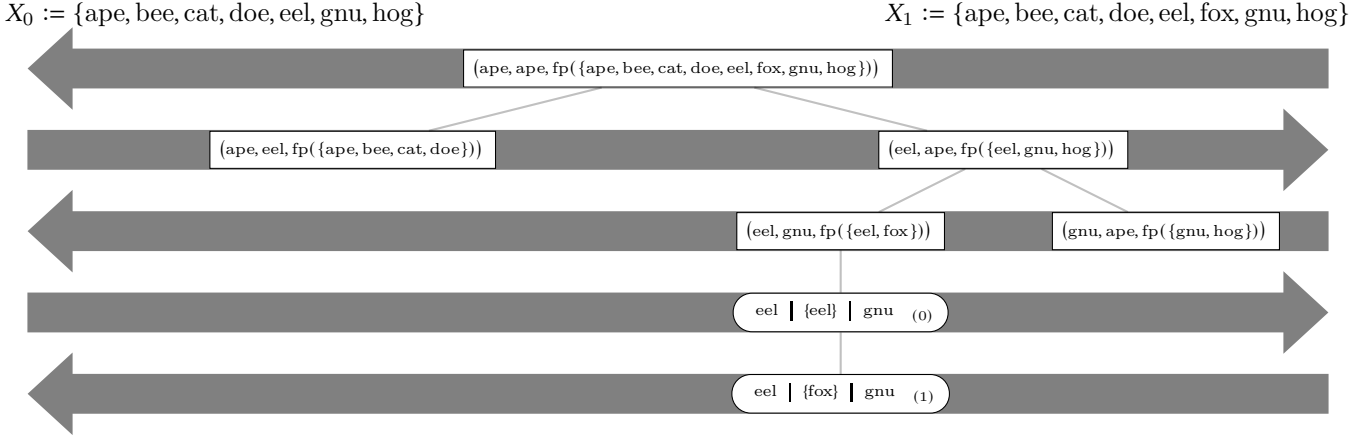 X₀ := {ape, bee, cat, doe, eel, gnu, hog}
X₁ := {ape, bee, cat, doe, eel, fox, gnu, hog}
(ape, ape, fp({ape, bee, cat, doe, eel, fox, gnu, hog}))
(ape, eel, fp({ape, bee, cat, doe}))
(eel, ape, fp({eel, gnu, hog}))
(eel, gnu, fp({eel, fox}))
(gnu, ape, fp({gnu, hog}))
eel | {eel} | gnu (0)
eel | {fox} | gnu (1)